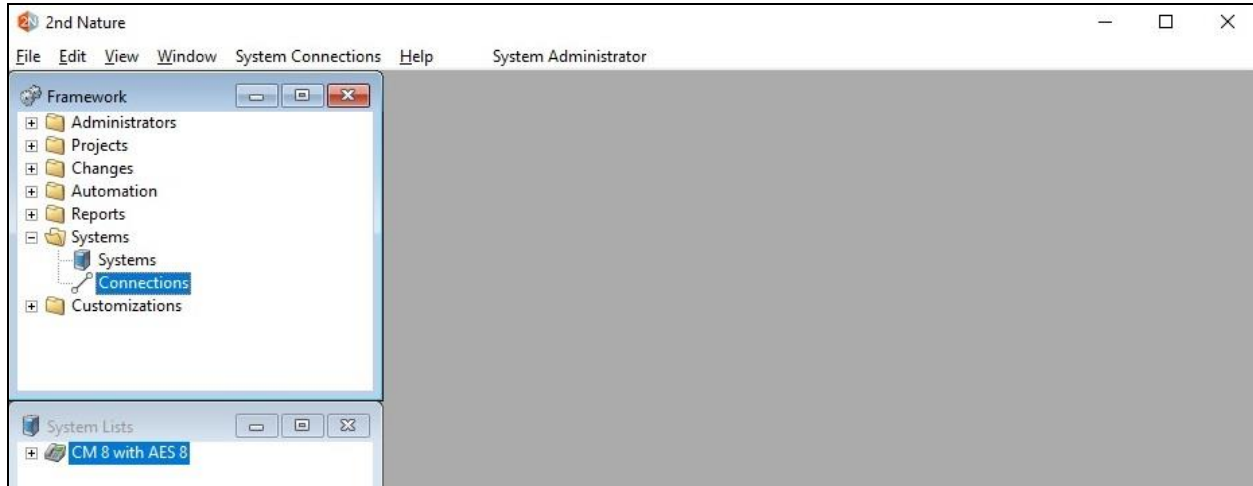 2N 2nd Nature
File Edit View Window System Connections Help System Administrator
Framework
Administrators
Projects
Changes
Automation
Reports
Systems
Systems
Connections
Customizations
System Lists
CM 8 with AES 8